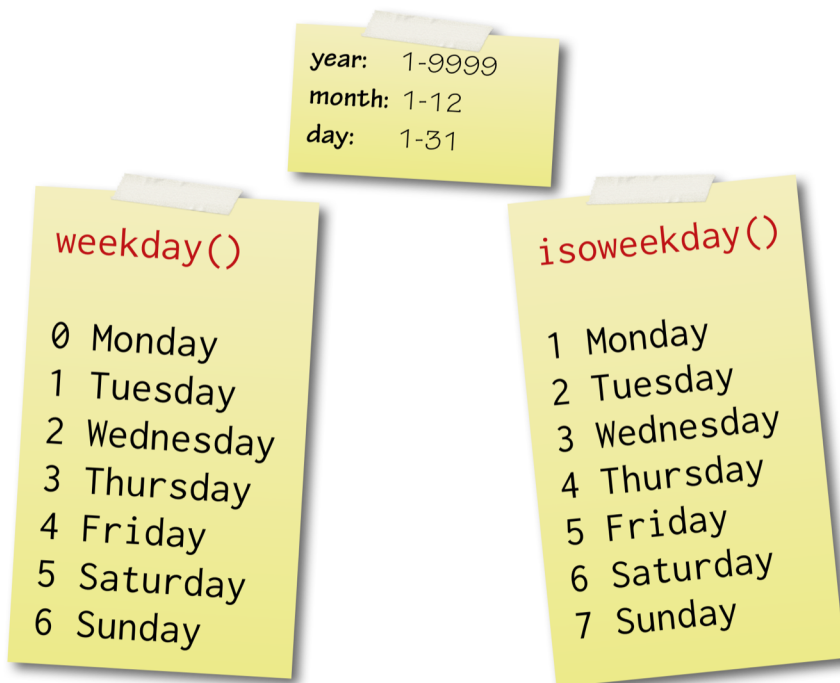 year: 1-9999
month: 1-12
day: 1-31
weekday()
0 Monday
1 Tuesday
2 Wednesday
3 Thursday
4 Friday
5 Saturday
6 Sunday
isoweekday()
1 Monday
2 Tuesday
3 Wednesday
4 Thursday
5 Friday
6 Saturday
7 Sunday